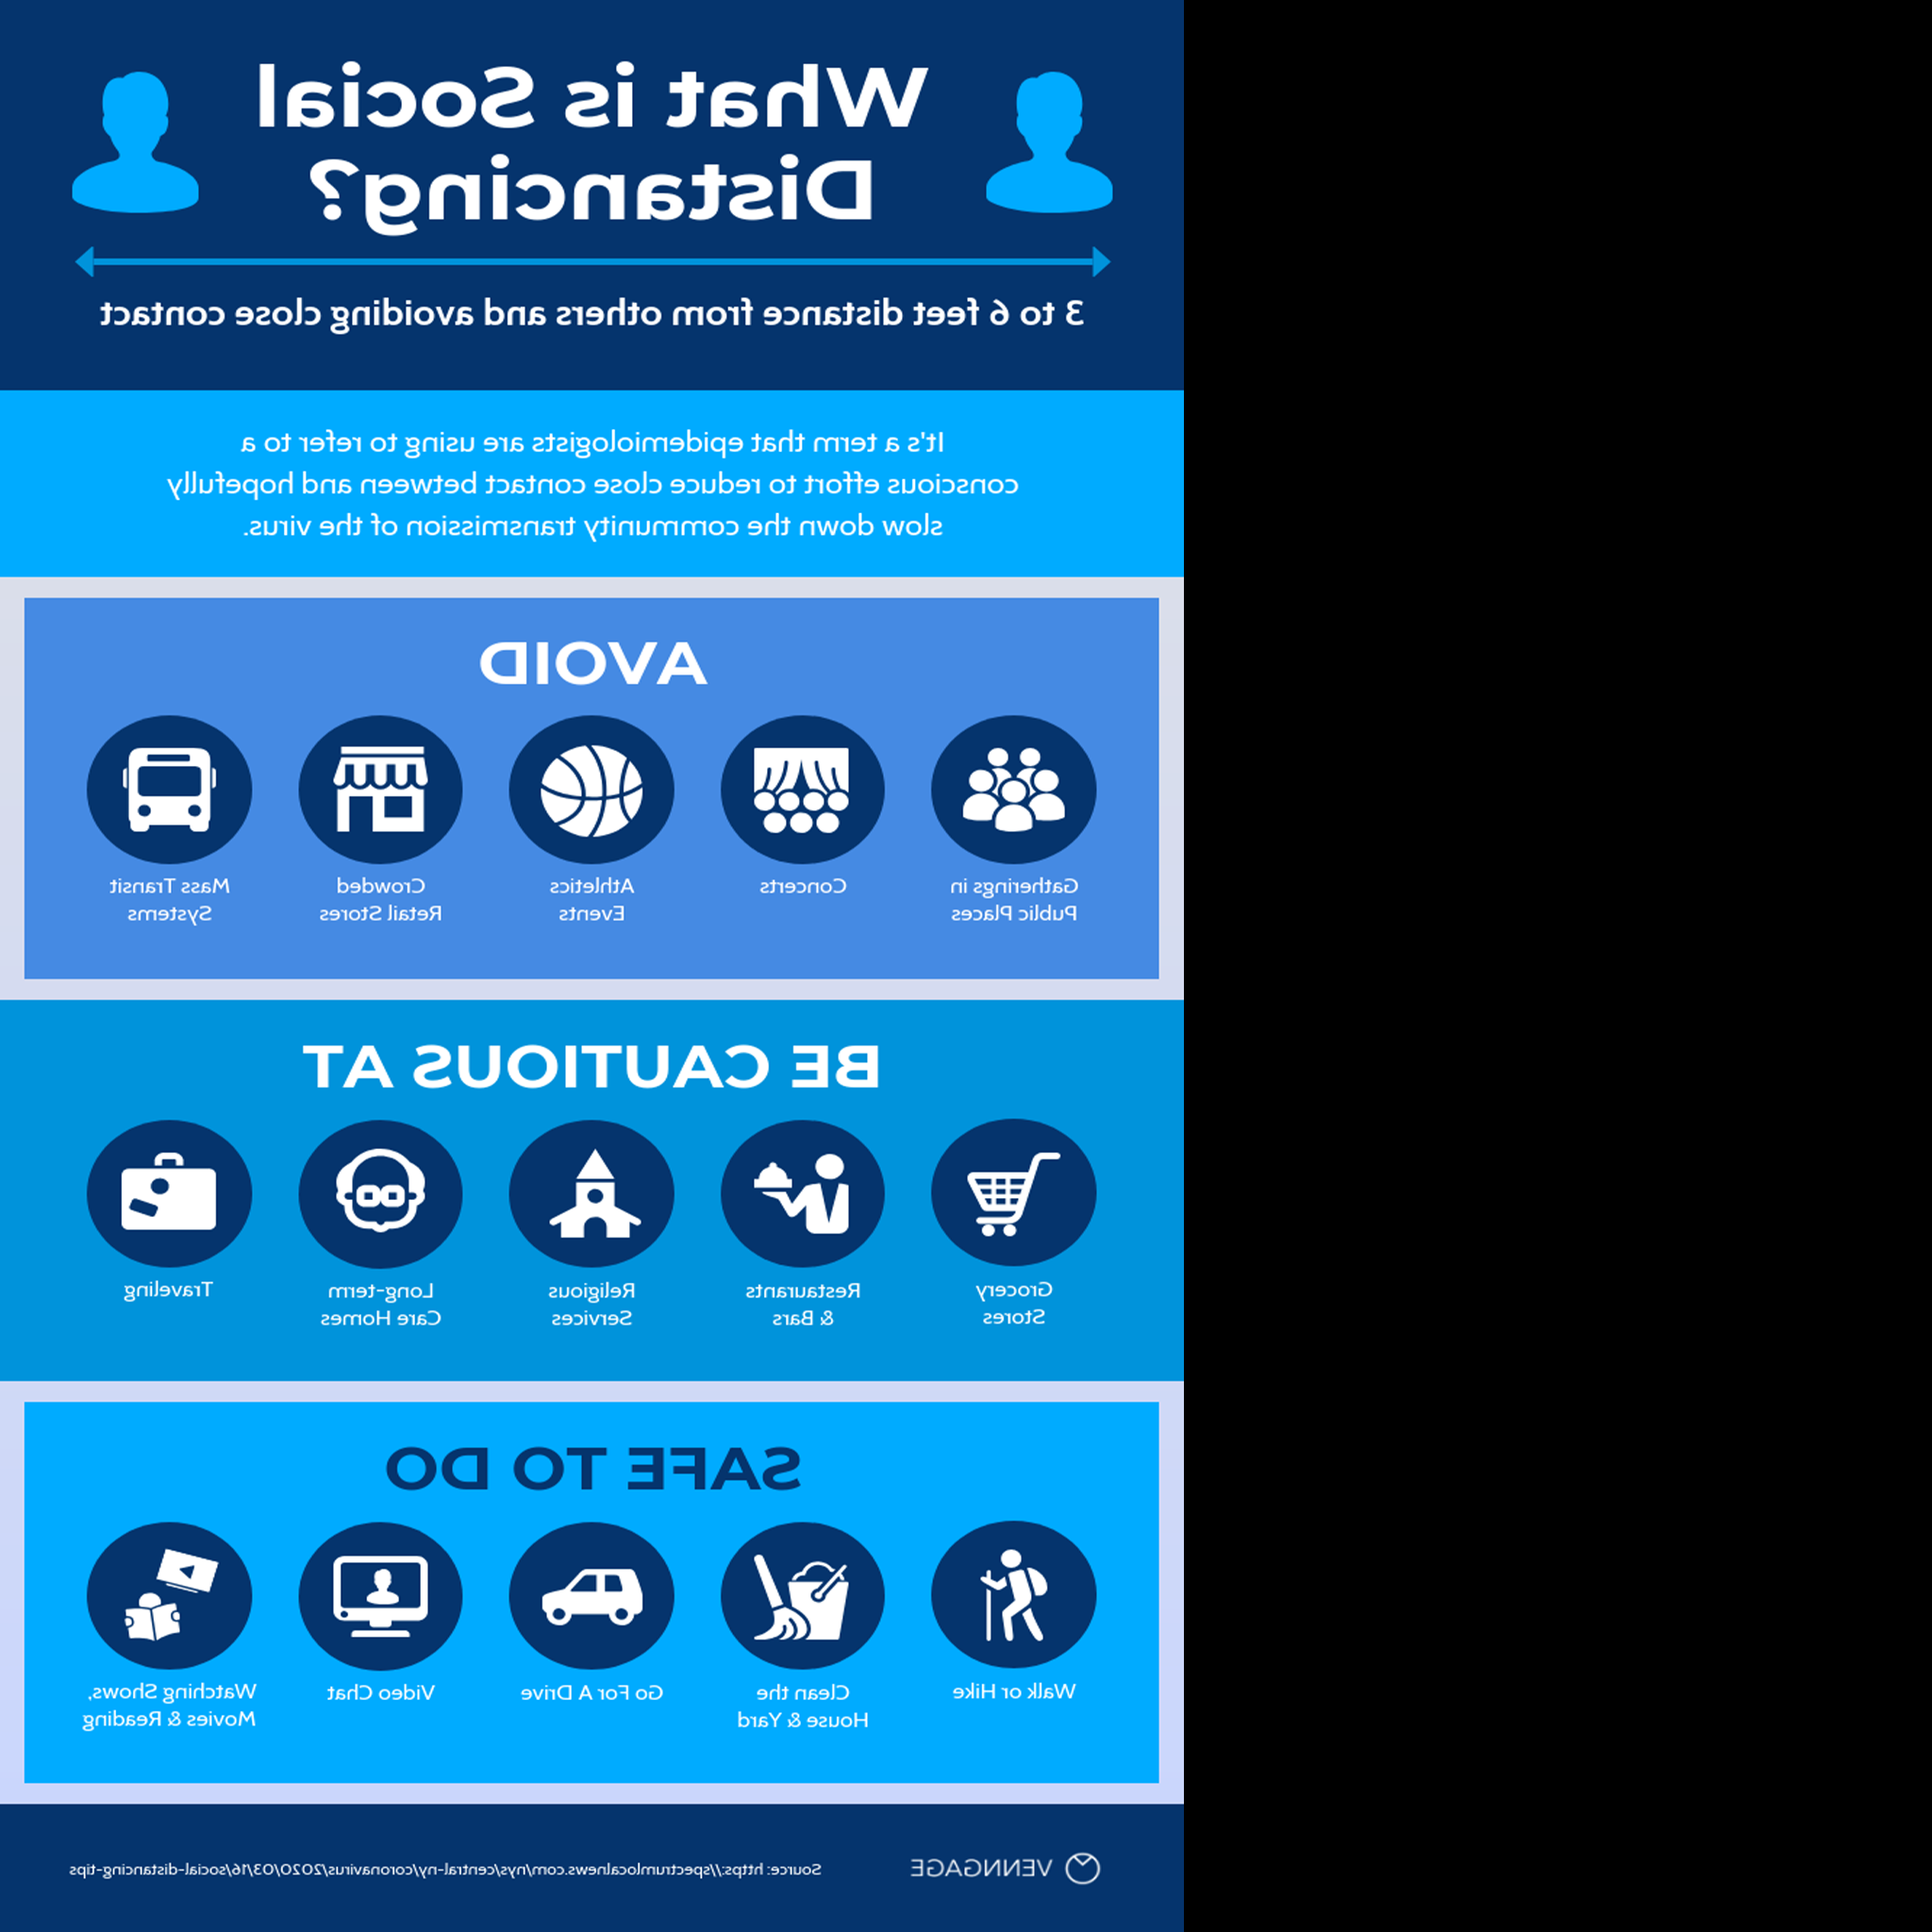 What is Social
Distancing?
3 to 6 feet distance from others and avoiding close contact
It's a term that epidemiologists are using to refer to a
conscious effort to reduce close contact between and hopefully
slow down the community transmission of the virus.
AVOID
Gatherings in
Public Places
Concerts
Athletics
Events
Crowded
Retail Stores
Mass Transit
Systems
BE CAUTIOUS AT
Grocery
Stores
Restaurants
& Bars
Religious
Services
Long-term
Care Homes
Traveling
SAFE TO DO
Walk or Hike
Clean the
House & Yard
Go For A Drive
Video Chat
Watching Shows,
Movies & Reading
VENNGAGE
Source: https://spectrumlocalnews.com/nys/central-ny/coronavirus/2020/03/16/social-distancing-tips